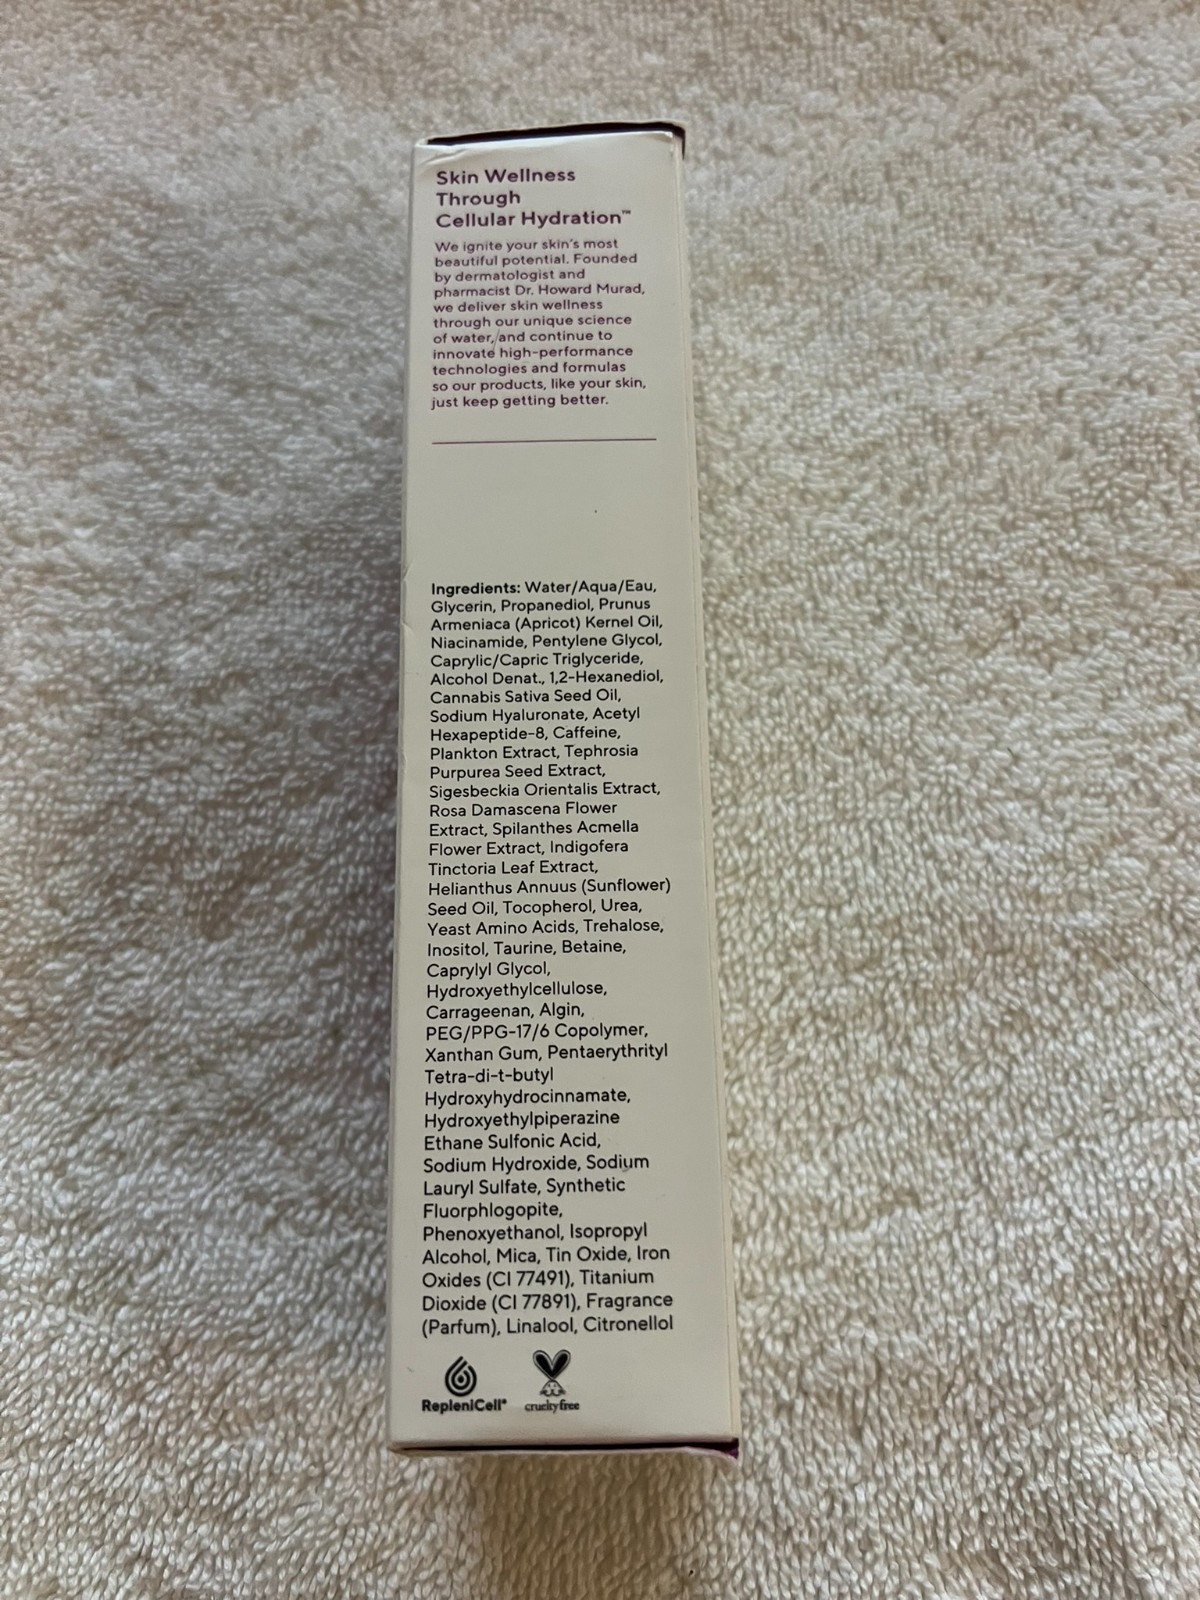 Skin Wellness
Through
Cellular Hydration™
We ignite your skin's most
beautiful potential. Founded
by dermatologist and
pharmacist Dr. Howard Murad,
we deliver skin wellness
through our unique science
of water, and continue to
innovate high-performance
technologies and formulas
so our products, like your skin,
just keep getting better.
Ingredients: Water/Aqua/Eau,
Glycerin, Propanediol, Prunus
Armeniaca (Apricot) Kernel Oil,
Niacinamide, Pentylene Glycol,
Caprylic/Capric Triglyceride,
Alcohol Denat., 1,2-Hexanediol,
Cannabis Sativa Seed Oil,
Sodium Hyaluronate, Acetyl
Hexapeptide-8, Caffeine,
Plankton Extract, Tephrosia
Purpurea Seed Extract,
Sigesbeckia Orientalis Extract,
Rosa Damascena Flower
Extract, Spilanthes Acmella
Flower Extract, Indigofera
Tinctoria Leaf Extract,
Helianthus Annuus (Sunflower)
Seed Oil, Tocopherol, Urea,
Yeast Amino Acids, Trehalose,
Inositol, Taurine, Betaine,
Caprylyl Glycol,
Hydroxyethylcellulose,
Carrageenan, Algin,
PEG/PPG-17/6 Copolymer,
Xanthan Gum, Pentaerythrityl
Tetra-di-t-butyl
Hydroxyhydrocinnamate,
Hydroxyethylpiperazine
Ethane Sulfonic Acid,
Sodium Hydroxide, Sodium
Lauryl Sulfate, Synthetic
Fluorphlogopite,
Phenoxyethanol, Isopropyl
Alcohol, Mica, Tin Oxide, Iron
Oxides (CI 77491), Titanium
Dioxide (CI 77891), Fragrance
(Parfum), Linalool, Citronellol
RepleniCell®
cruelty free